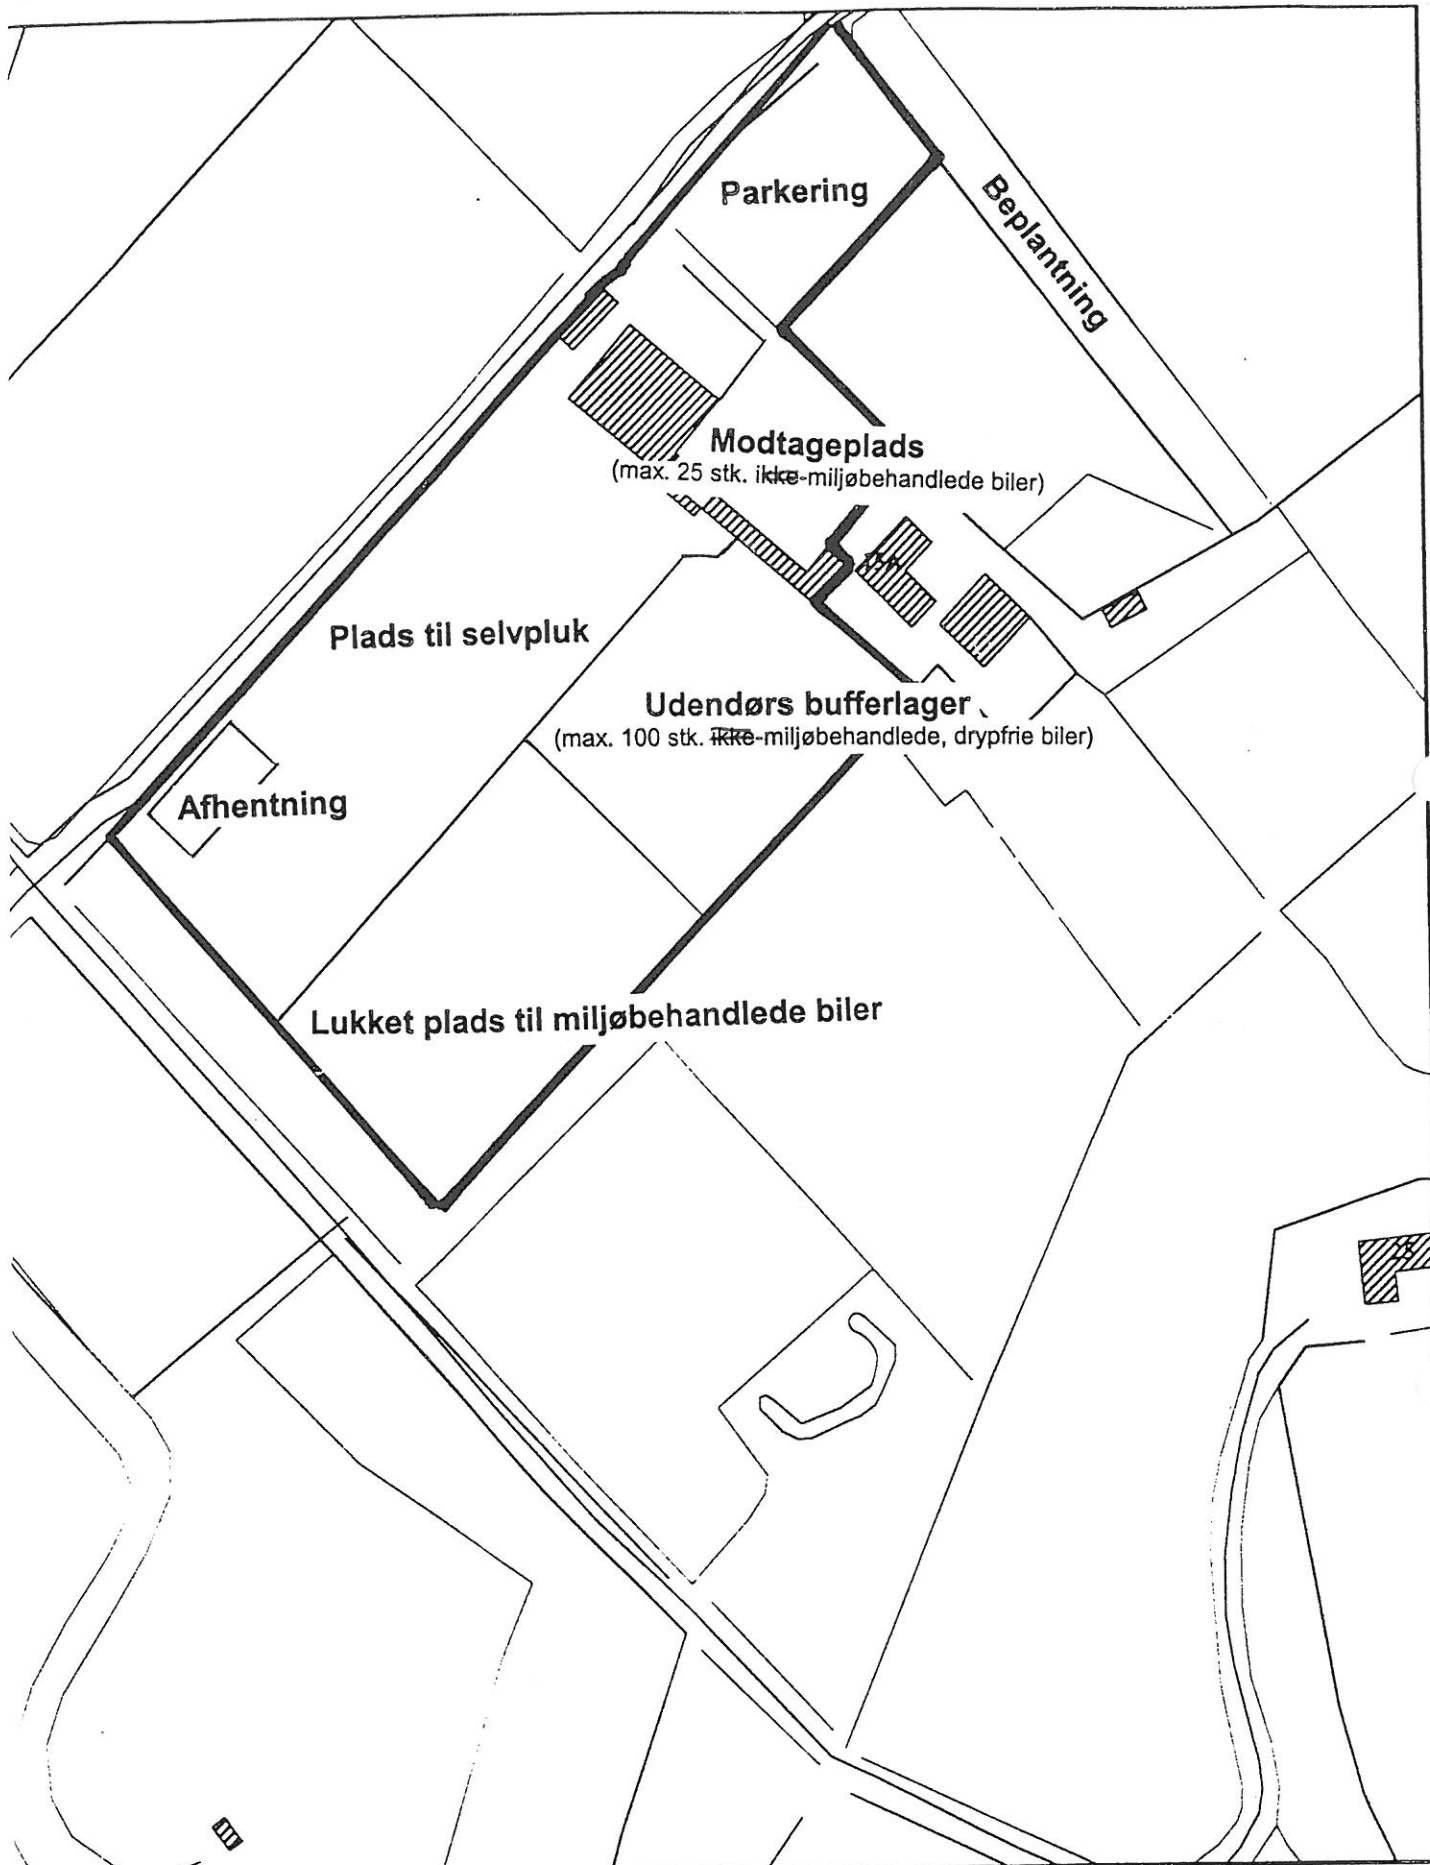 Parkering
Beplantning
Modtageplads
(max. 25 stk. ikke-miljøbehandlede biler)
Plads til selvpluk
Udendørs bufferlager
(max. 100 stk. ikke-miljøbehandlede, drypfrie biler)
Afhentning
Lukket plads til miljøbehandlede biler